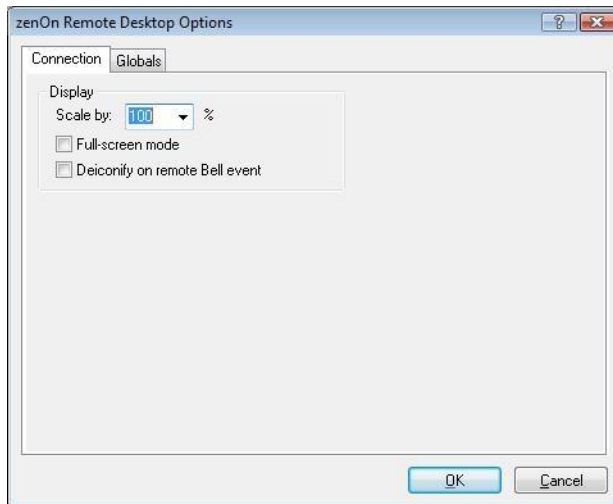 zenOn Remote Desktop Options
Connection
Globals
Display
Scale by: 100 %
Full-screen mode
Deiconify on remote Bell event
OK
Cancel